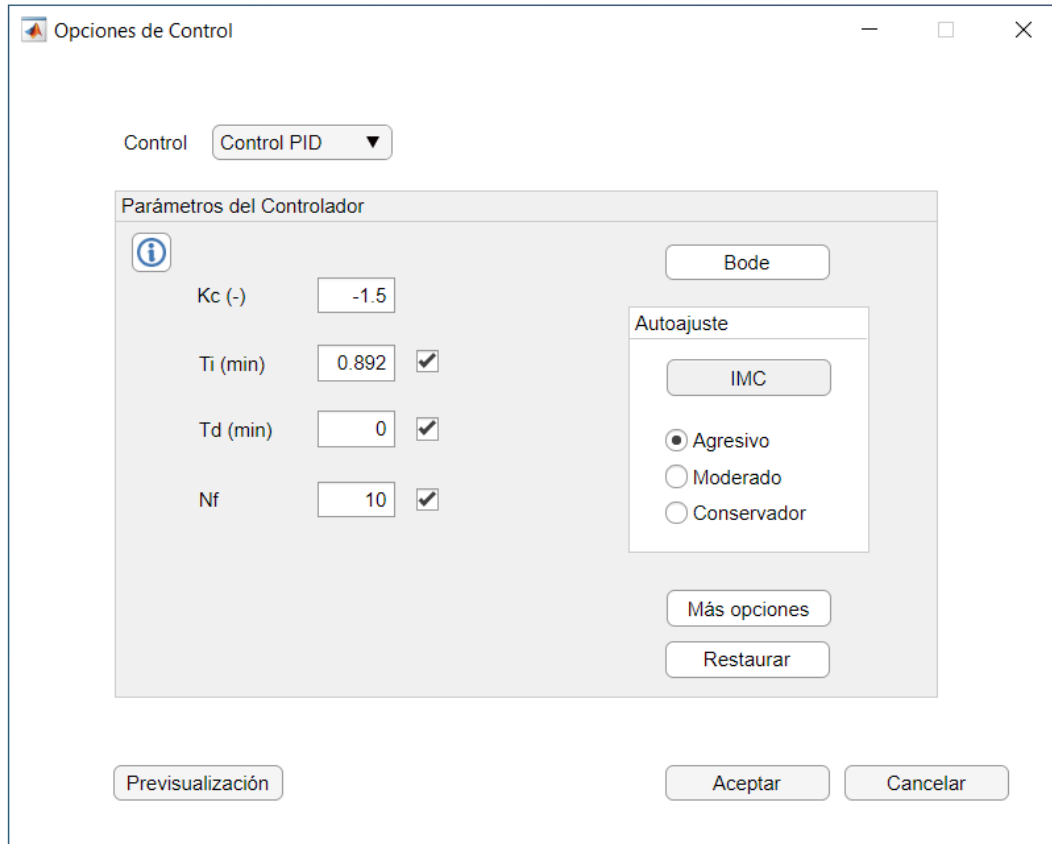 Opciones de Control
Control Control PID
Parámetros del Controlador
Bode
Kc (-) -1.5
Autoajuste
Ti (min) 0.892
IMC
Td (min) 0
Agresivo
Moderado
Nf 10
Conservador
Más opciones
Restaurar
Previsualización Aceptar Cancelar